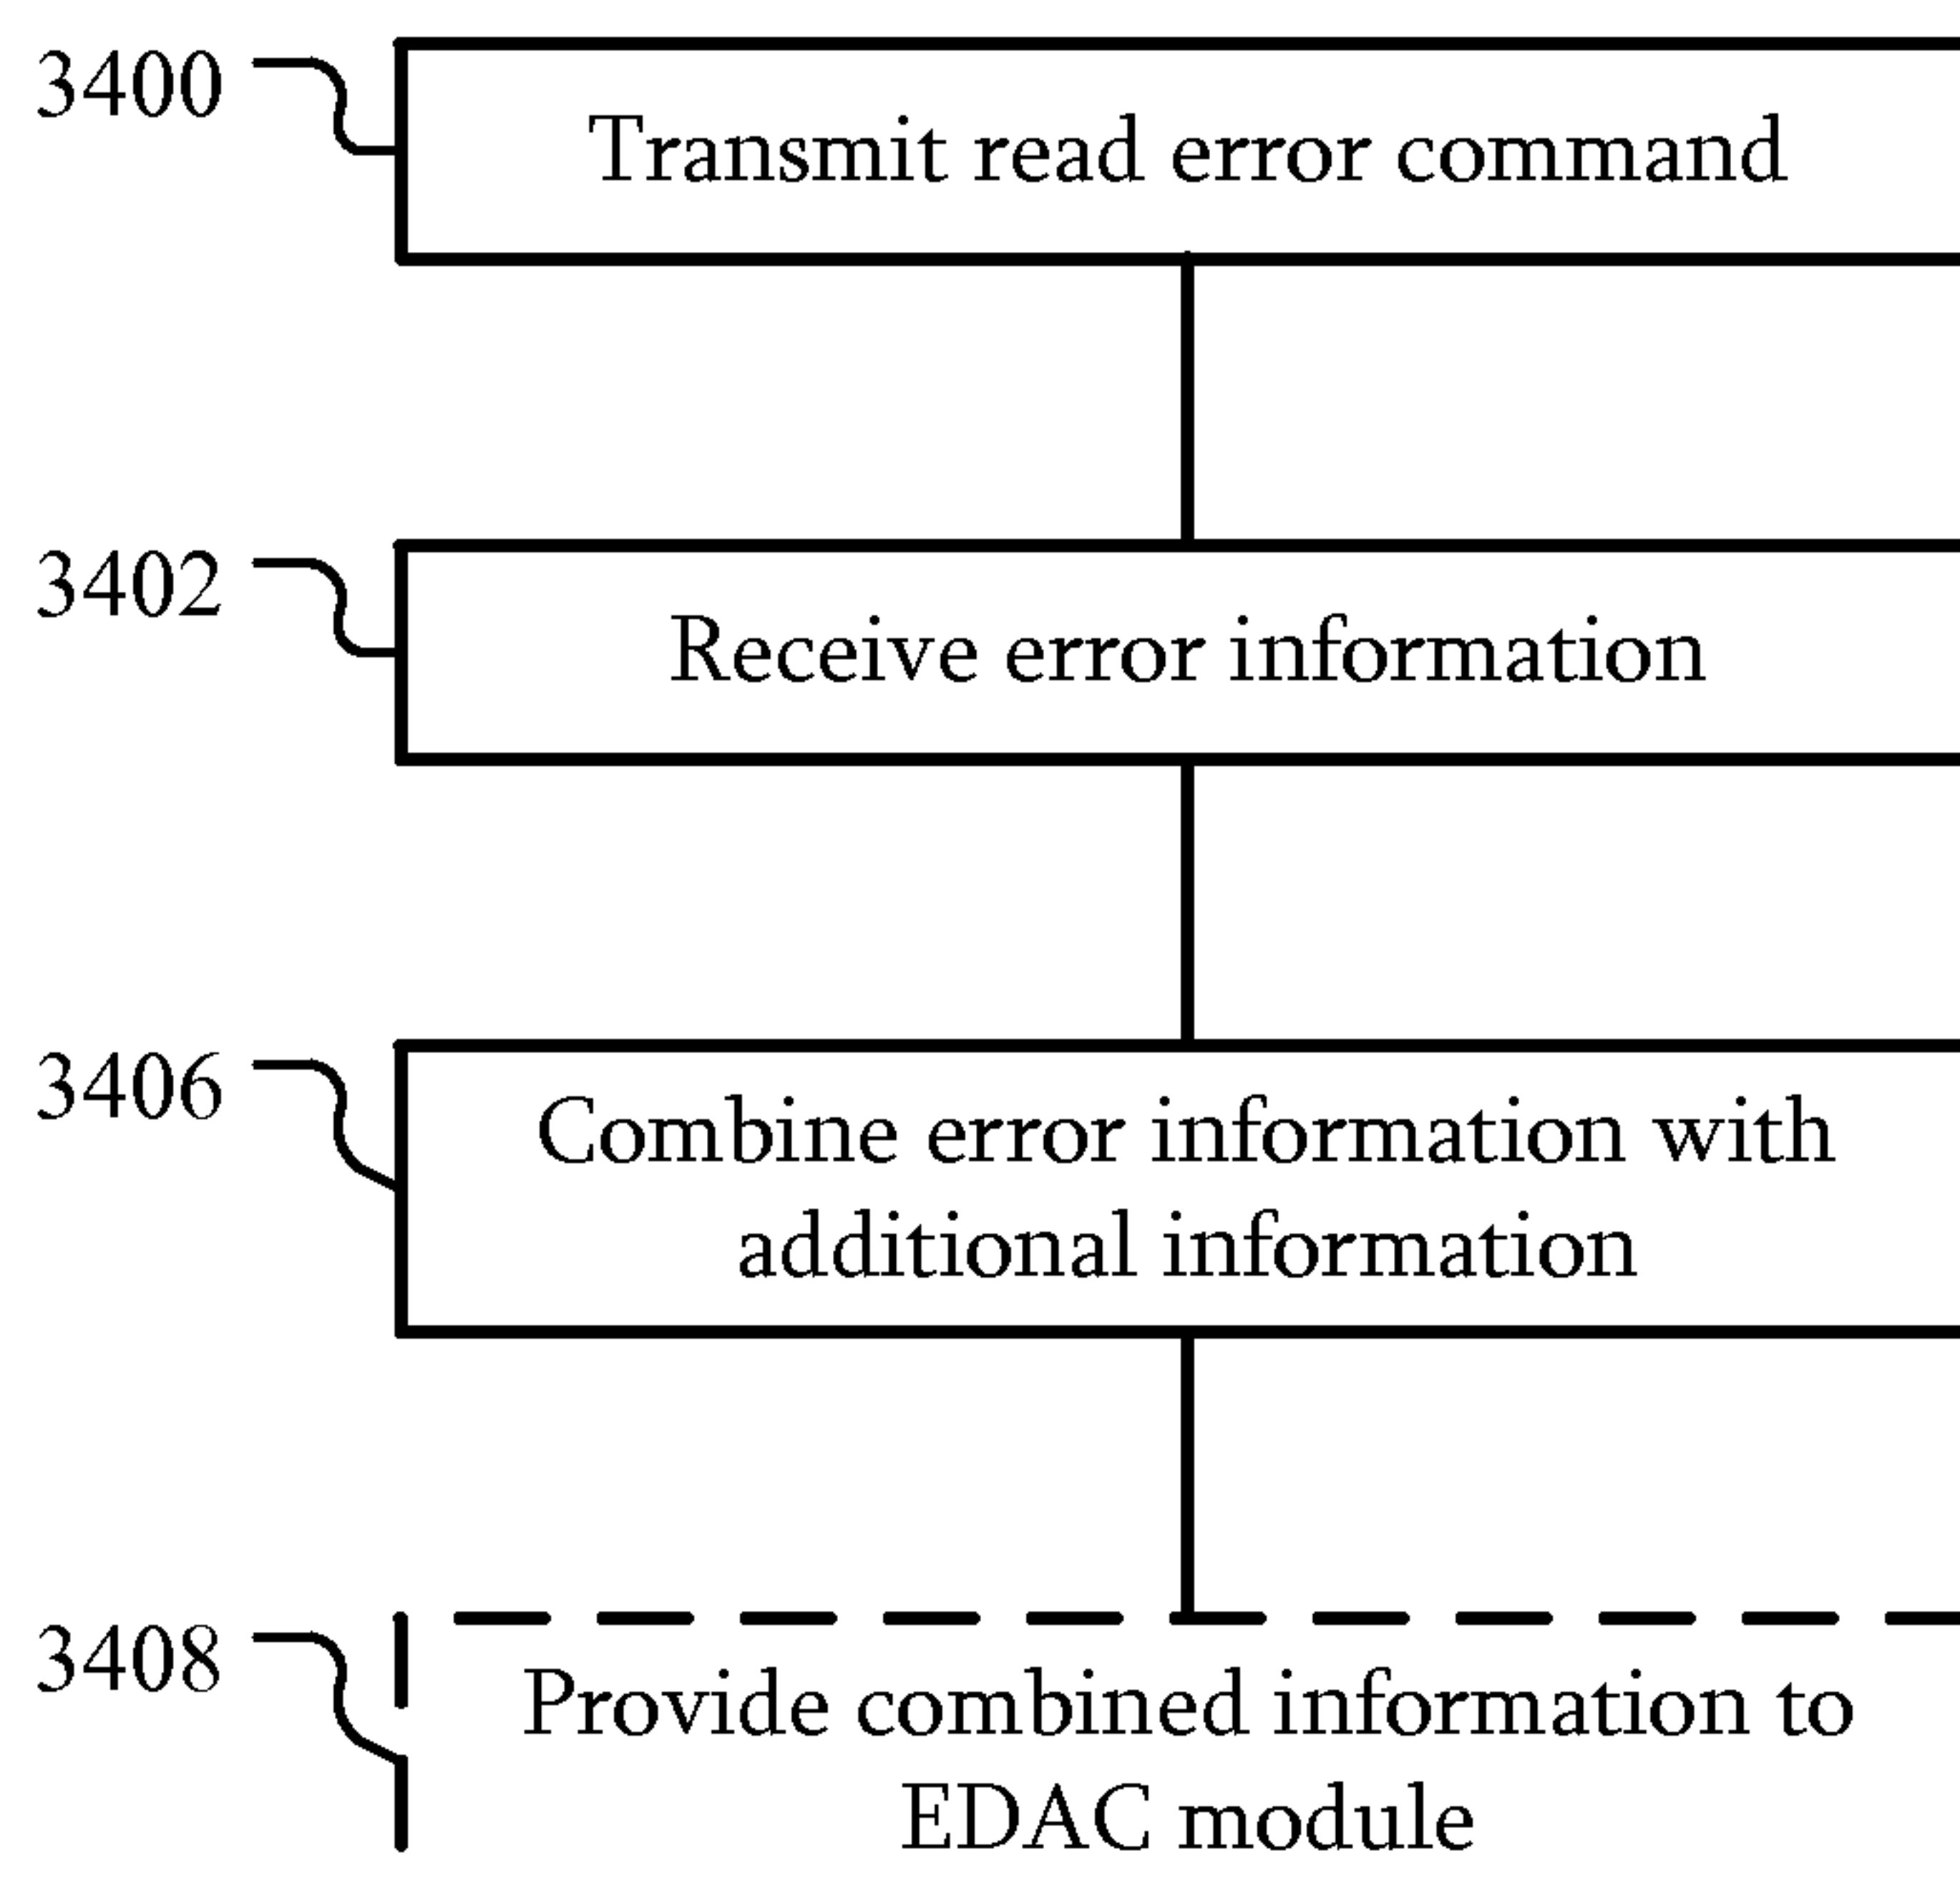 3400
Transmit read error command
3402
Receive error information
3406
Combine error information with
additional information
3408
Provide combined information to
EDAC module